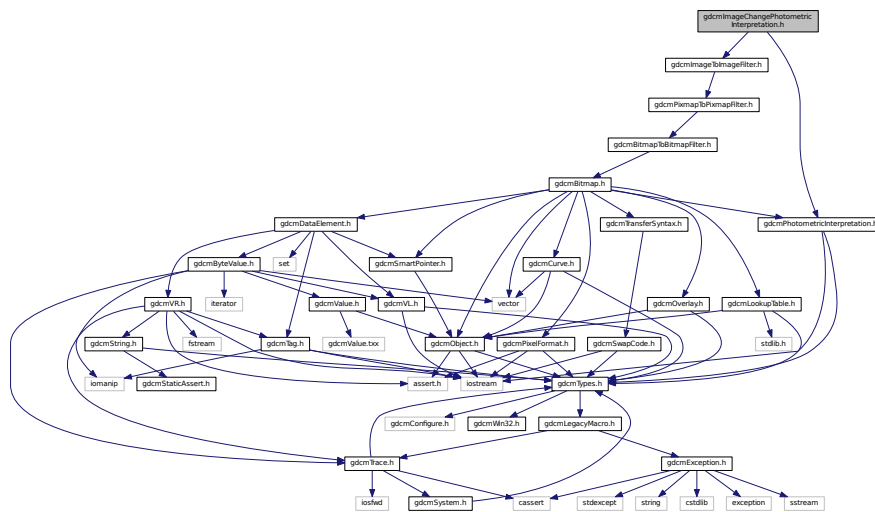 gdcmImageChangePhotometric
Interpretation.h
gdcmImageToImageFilter.h
gdcmPixmapToPixmapFilter.h
gdcmBitmapToBitmapFilter.h
gdcmBitmap.h
gdcmDataElement.h
gdcmTransferSyntax.h
gdcmPhotometricInterpretation.h
gdcmByteValue.h
set
gdcmSmartPointer.h
gdcmCurve.h
gdcmVR.h
iterator
gdcmValue.h
gdcmVL.h
vector
gdcmOverlay.h
gdcmLookupTable.h
gdcmString.h
fstream
gdcmTag.h
gdcmValue.txx
gdcmObject.h
gdcmPixelFormat.h
gdcmSwapCode.h
stdlib.h
iomanip
gdcmStaticAssert.h
assert.h
iostream
gdcmTypes.h
gdcmConfigure.h
gdcmWin32.h
gdcmLegacyMacro.h
gdcmTrace.h
gdcmException.h
iosfwd
gdcmSystem.h
cassert
stdexcept
string
cstdlib
exception
sstream